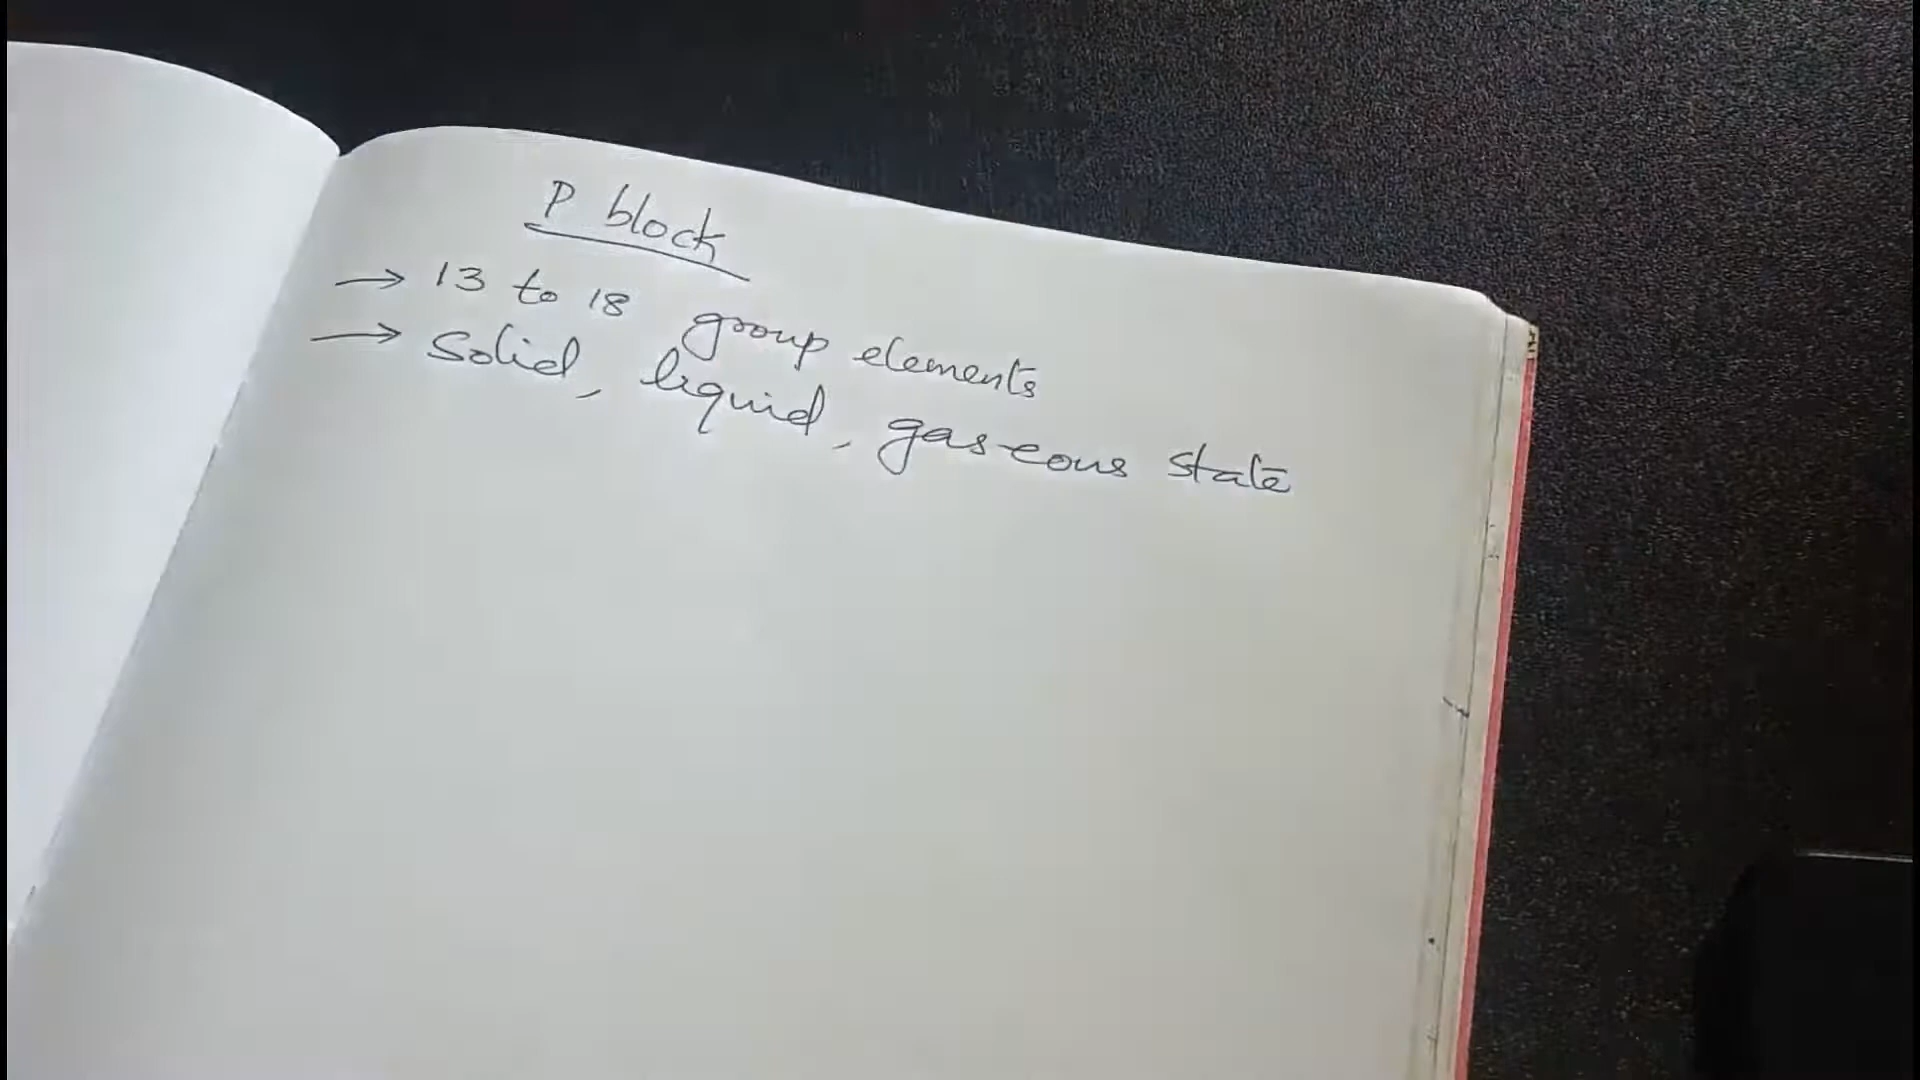 P block
→ 13 to 18 group elements
→ Solid, liquid, gaseous state